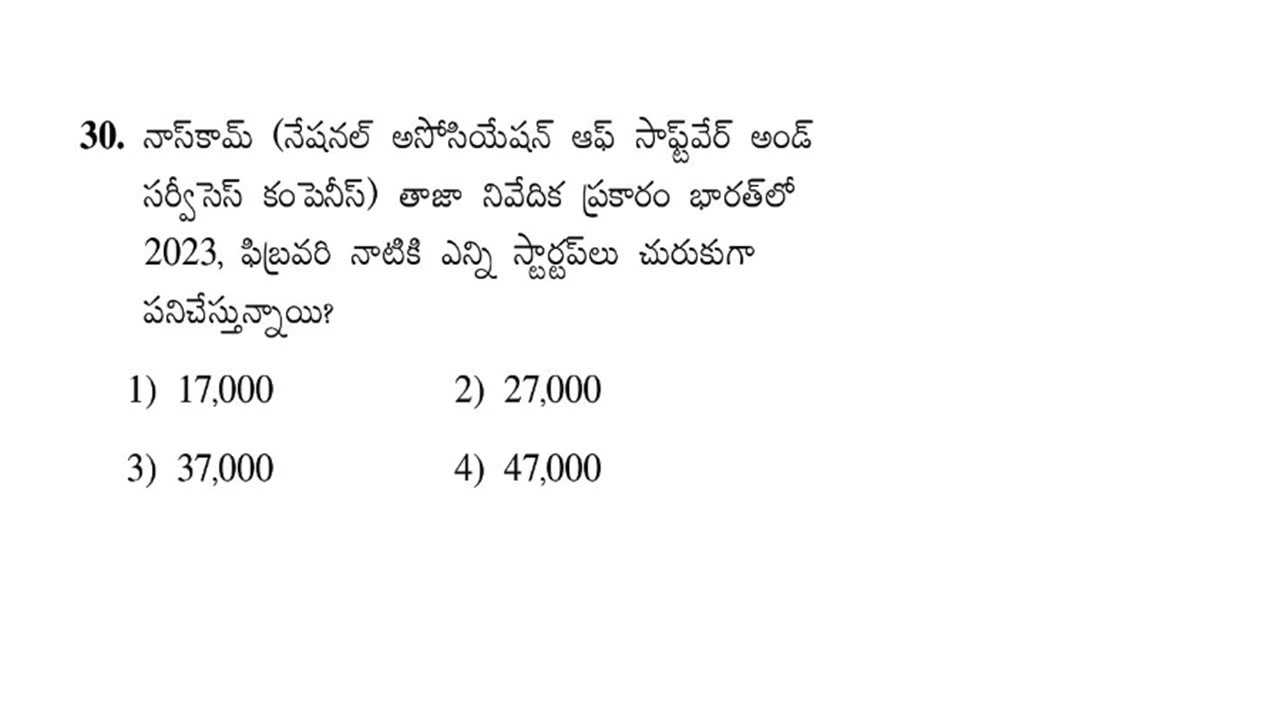 30. నాస్‌కామ్ (నేషనల్ అసోసియేషన్ ఆఫ్ సాఫ్ట్‌వేర్ అండ్
సర్వీసెస్ కంపెనీస్) తాజా నివేదిక ప్రకారం భారత్‌లో
2023, ఫిబ్రవరి నాటికి ఎన్ని స్టార్టప్‌లు చురుకుగా
పనిచేస్తున్నాయి?
1) 17,000 2) 27,000
3) 37,000 4) 47,000